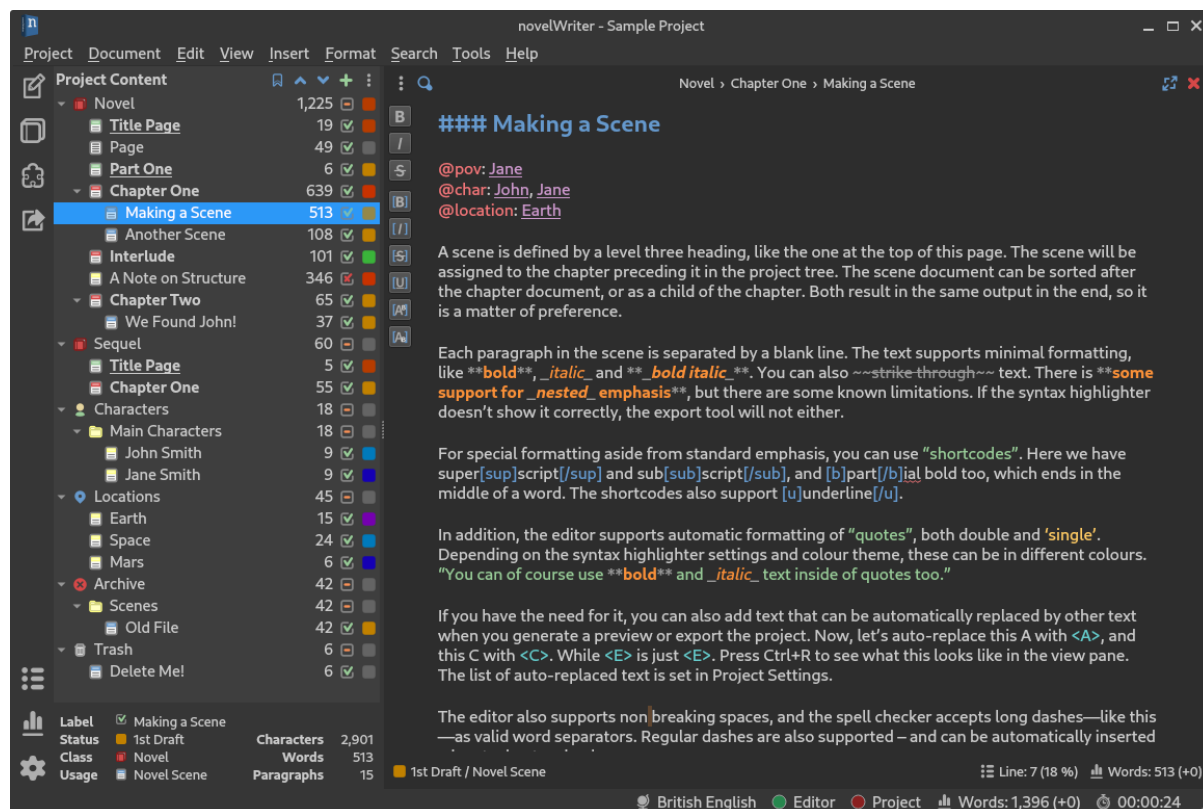 novelWriter - Sample Project
Project Document Edit View Insert Format Search Tools Help
Project Content
Novel 1,225
Title Page 19
Page 49
Part One 6
Chapter One 639
Making a Scene 513
Another Scene 108
Interlude 101
A Note on Structure 346
Chapter Two 65
We Found John! 37
Sequel 60
Title Page 5
Chapter One 55
Characters 18
Main Characters 18
John Smith 9
Jane Smith 9
Locations 45
Earth 15
Space 24
Mars 6
Archive 42
Scenes 42
Old File 42
Trash 6
Delete Me! 6
Label Making a Scene
Status 1st Draft Characters 2,901
Class Novel Words 513
Usage Novel Scene Paragraphs 15
Novel › Chapter One › Making a Scene
B
I
S
[B]
[I]
[S]
[U]
### Making a Scene
@pov: Jane
@char: John, Jane
@location: Earth
A scene is defined by a level three heading, like the one at the top of this page. The scene will be
assigned to the chapter preceding it in the project tree. The scene document can be sorted after
the chapter document, or as a child of the chapter. Both result in the same output in the end, so it
is a matter of preference.
Each paragraph in the scene is separated by a blank line. The text supports minimal formatting,
like **bold**, _italic_ and **_bold italic_**. You can also ~~strike through~~ text. There is **some
support for _nested_ emphasis**, but there are some known limitations. If the syntax highlighter
doesn’t show it correctly, the export tool will not either.
For special formatting aside from standard emphasis, you can use “shortcodes”. Here we have
super[sup]script[/sup] and sub[sub]script[/sub], and [b]part[/b]ial bold too, which ends in the
middle of a word. The shortcodes also support [u]underline[/u].
In addition, the editor supports automatic formatting of “quotes”, both double and ‘single’.
Depending on the syntax highlighter settings and colour theme, these can be in different colours.
“You can of course use **bold** and _italic_ text inside of quotes too.”
If you have the need for it, you can also add text that can be automatically replaced by other text
when you generate a preview or export the project. Now, let’s auto-replace this A with <A>, and
this C with <C>. While <E> is just <E>. Press Ctrl+R to see what this looks like in the view pane.
The list of auto-replaced text is set in Project Settings.
The editor also supports non breaking spaces, and the spell checker accepts long dashes—like this
—as valid word separators. Regular dashes are also supported – and can be automatically inserted
1st Draft / Novel Scene
Line: 7 (18 %) Words: 513 (+0)
British English Editor Project Words: 1,396 (+0) 00:00:24